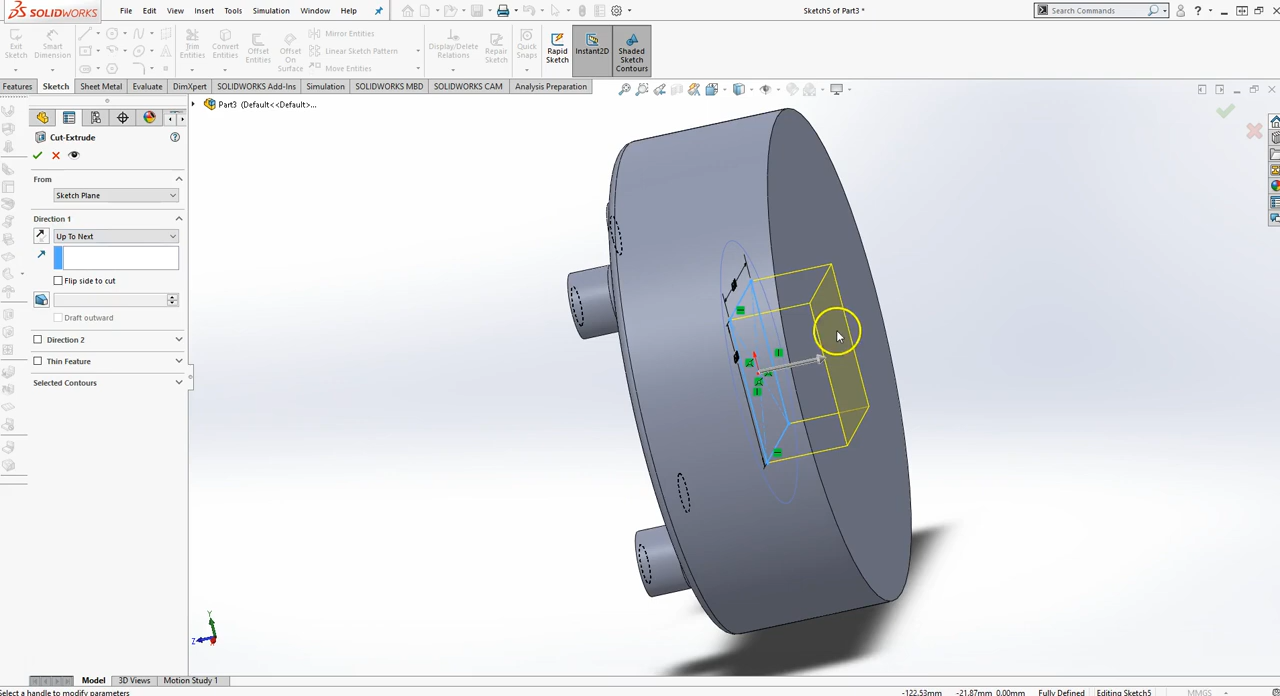 SOLIDWORKS File Edit View Insert Tools Simulation Window Help Sketch5 of Part3 * Search Commands
Exit Sketch Smart Dimension Trim Entities Convert Entities Offset Entities Offset On Surface Mirror Entities Linear Sketch Pattern Move Entities Display/Delete Relations Repair Sketch Quick Snaps Rapid Sketch Instant2D Shaded Sketch Contours
Features Sketch Sheet Metal Evaluate DimXpert SOLIDWORKS Add-Ins Simulation SOLIDWORKS MBD SOLIDWORKS CAM Analysis Preparation
Part3 (Default<<Default>...
Cut-Extrude
From
Sketch Plane
Direction 1
Up To Next
Flip side to cut
Draft outward
Direction 2
Thin Feature
Selected Contours
Y
Z
Model 3D Views Motion Study 1
Select a handle to modify parameters -122.53mm -21.87mm 0.00mm Fully Defined Editing Sketch5 MMGS